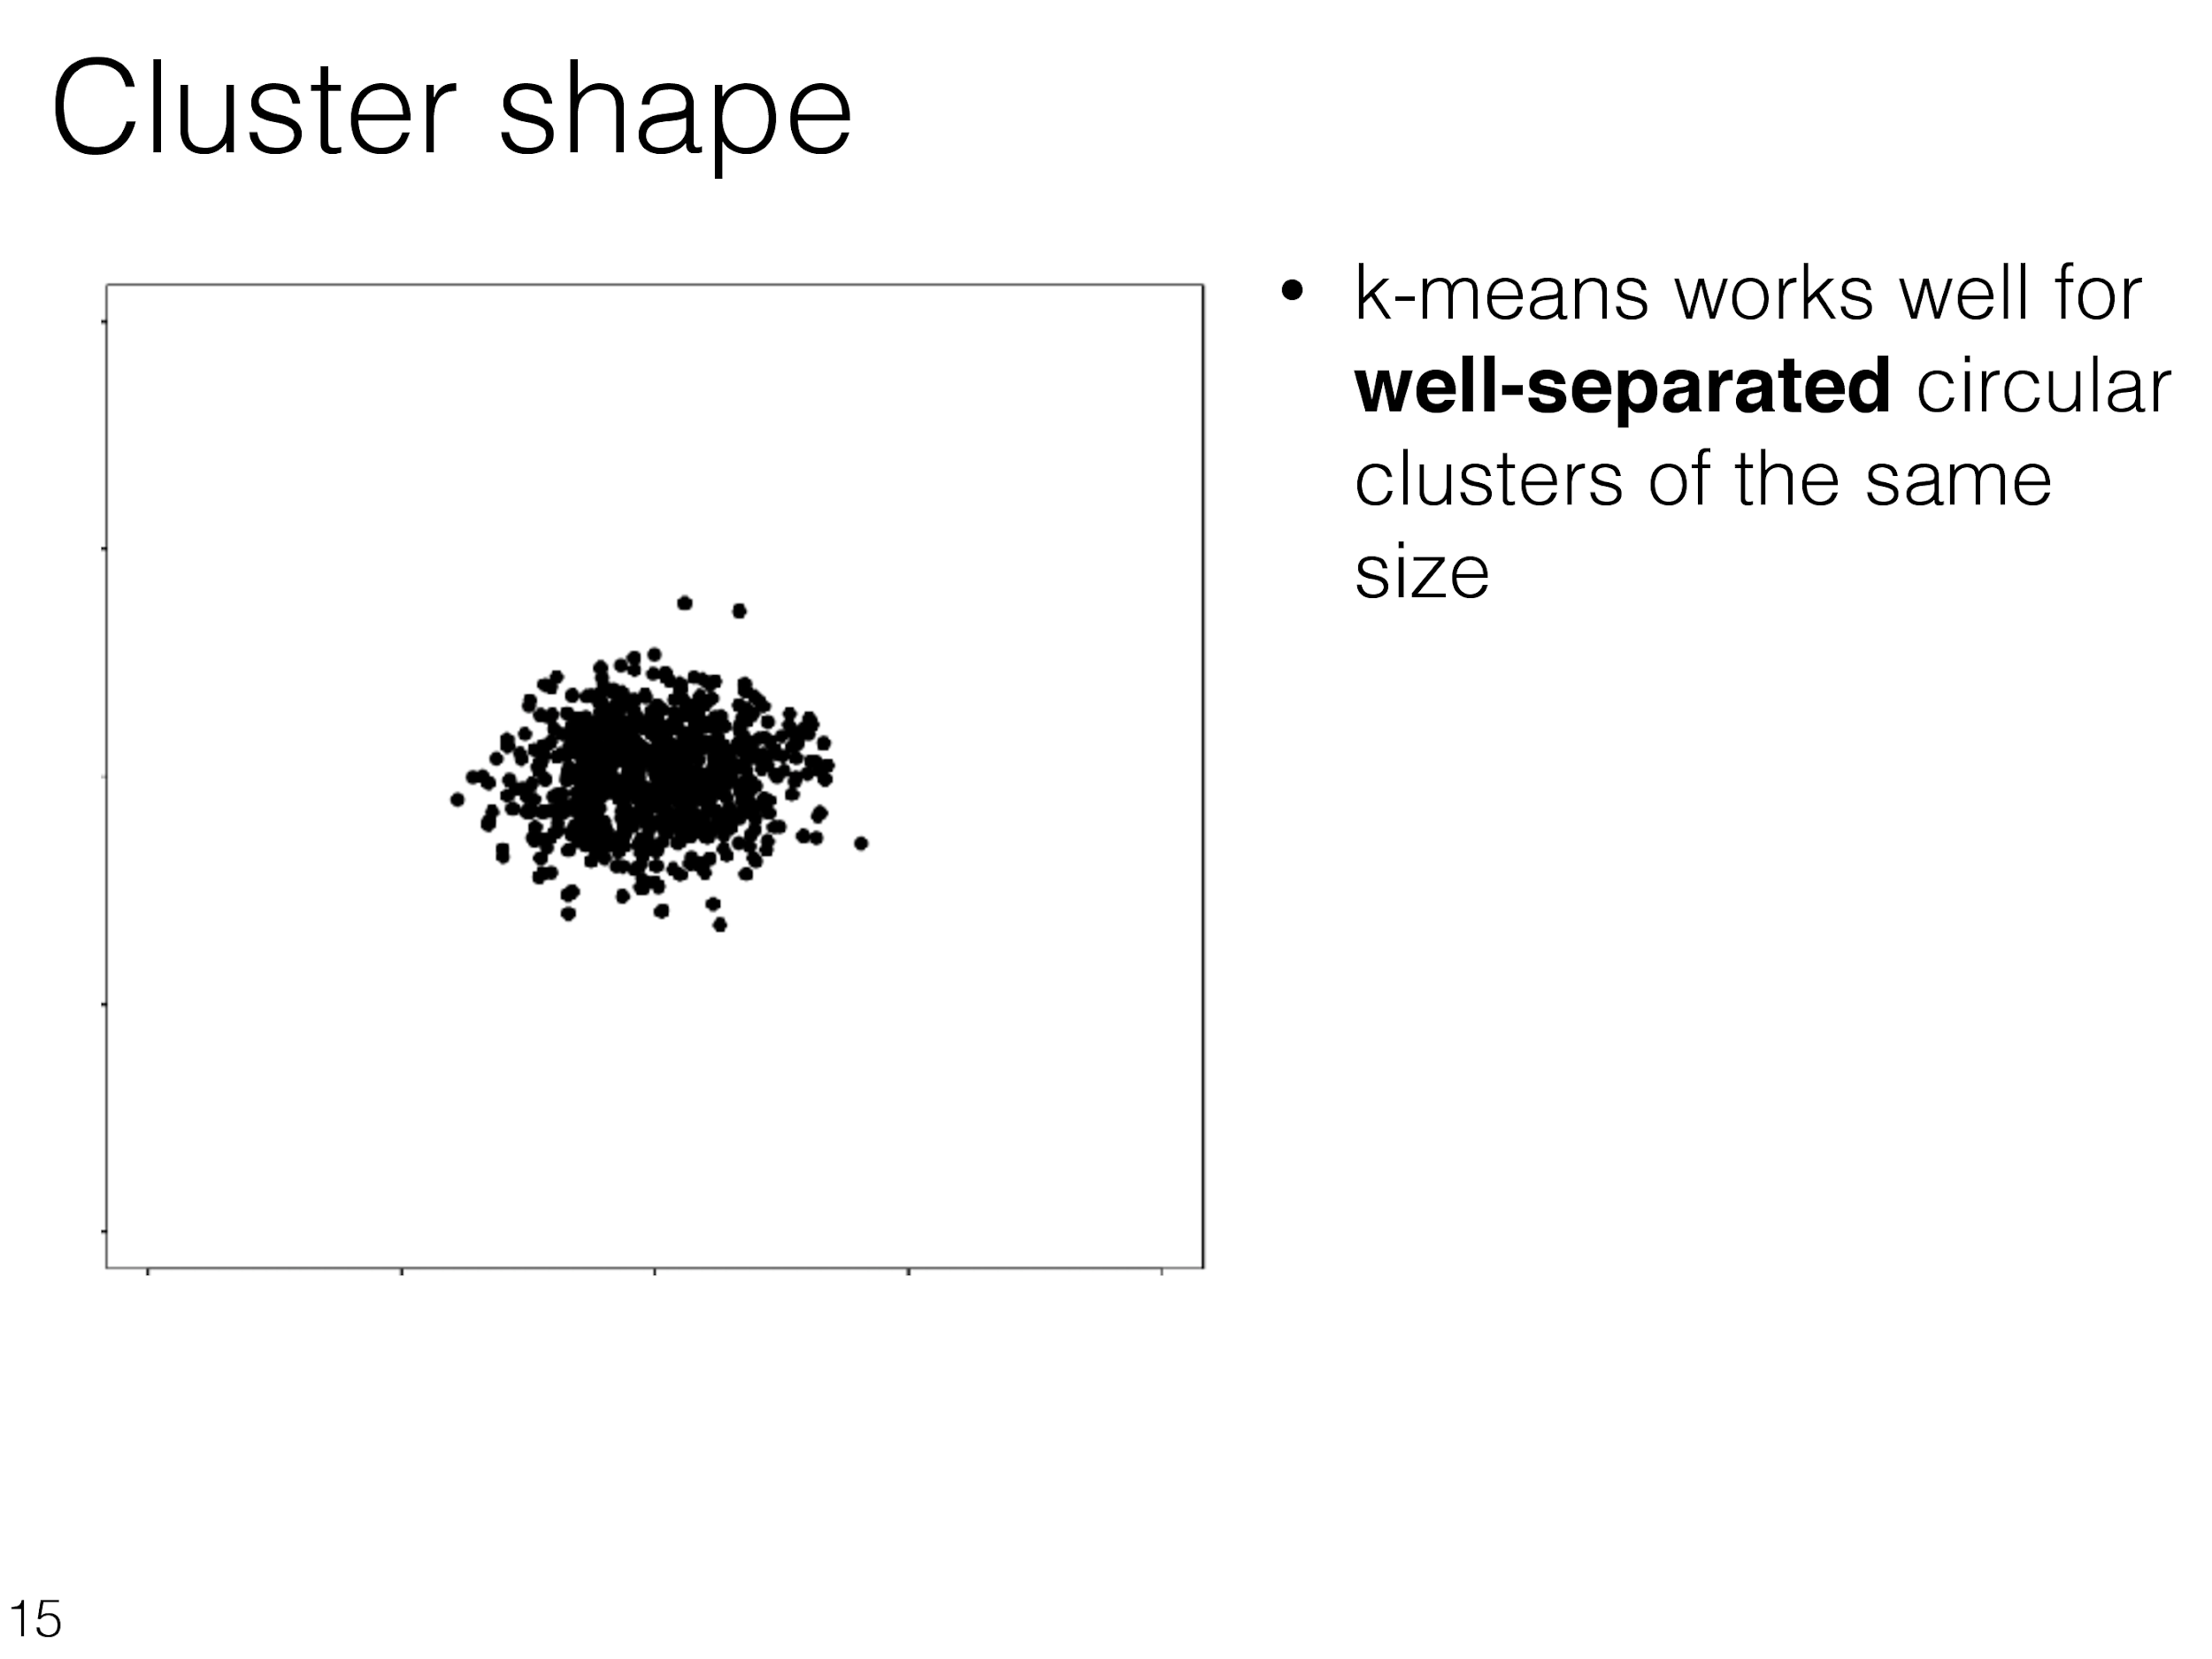 Cluster shape
• k-means works well for
well-separated circular
clusters of the same
size
15